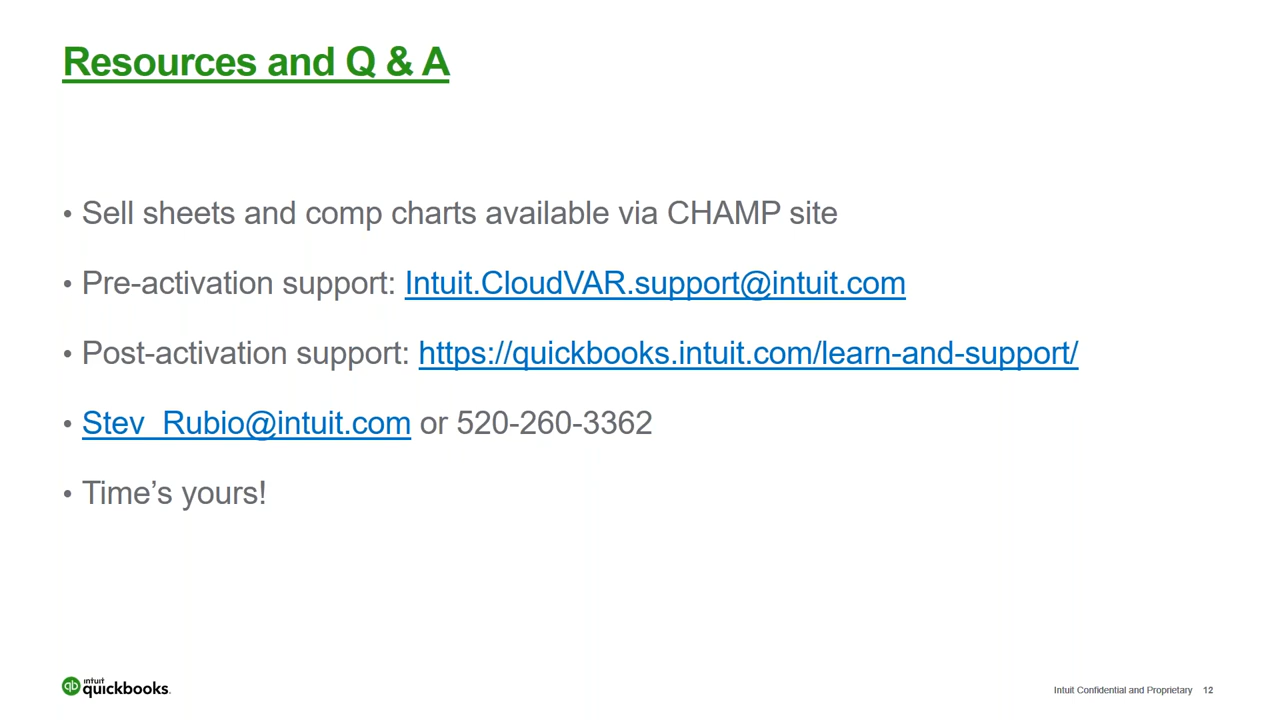 Resources and Q & A
• Sell sheets and comp charts available via CHAMP site
• Pre-activation support: Intuit.CloudVAR.support@intuit.com
• Post-activation support: https://quickbooks.intuit.com/learn-and-support/
• Stev_Rubio@intuit.com or 520-260-3362
• Time’s yours!
qb intuit quickbooks.
Intuit Confidential and Proprietary 12